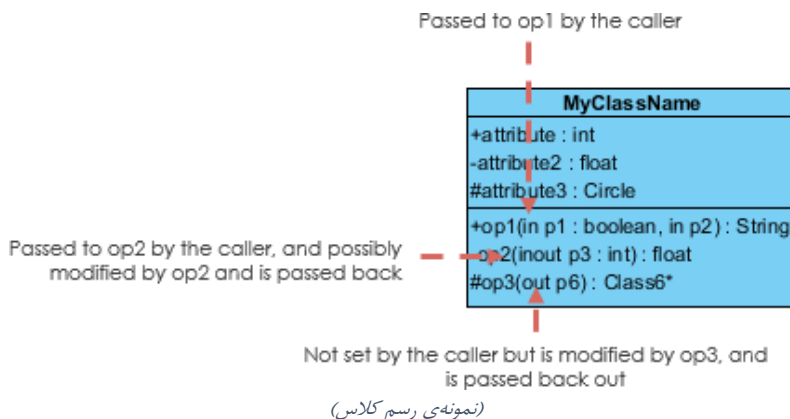 Passed to op1 by the caller
MyClassName
+attribute : int
-attribute2 : float
#attribute3 : Circle
+op1(in p1 : boolean, in p2) : String
-op2(inout p3 : int) : float
#op3(out p6) : Class6*
Passed to op2 by the caller, and possibly
modified by op2 and is passed back
Not set by the caller but is modified by op3, and
is passed back out
(نمونه‌ی رسم کلاس)